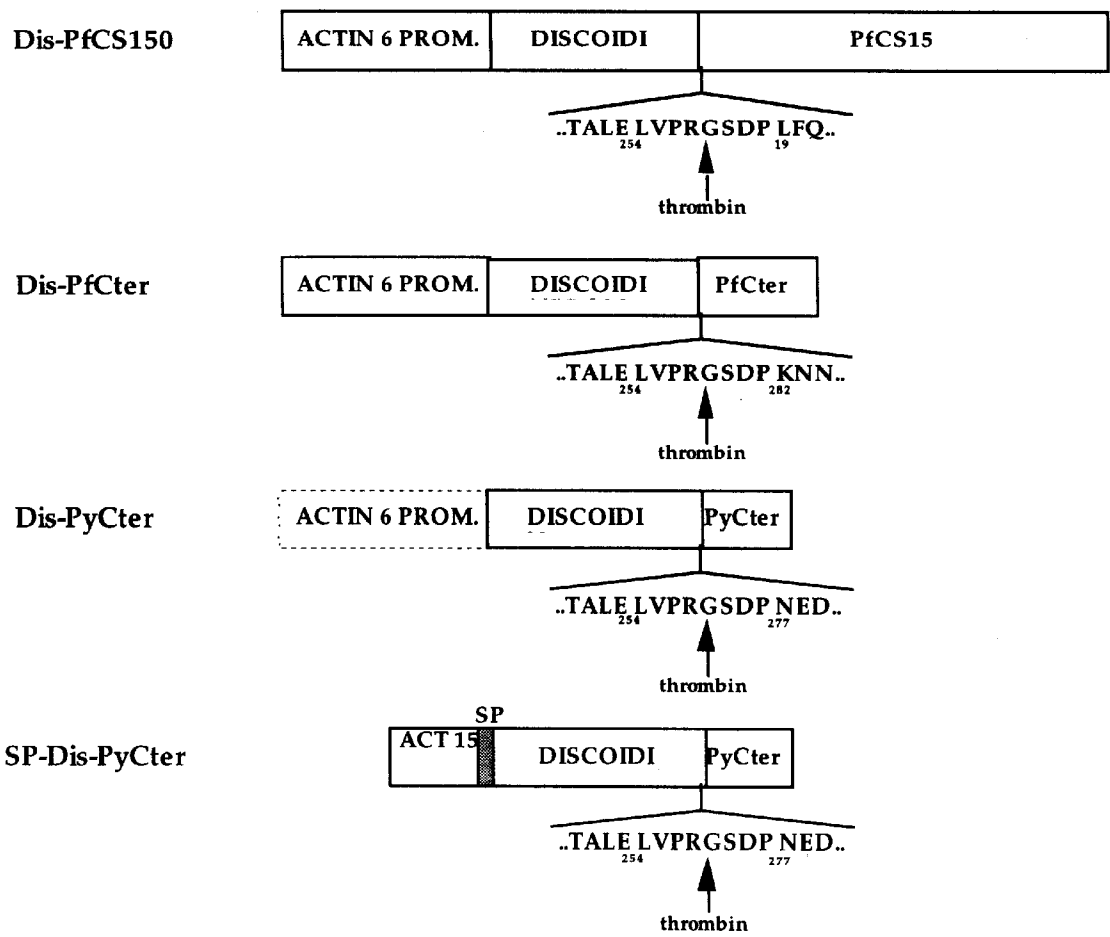 Dis-PfCS150
ACTIN 6 PROM. DISCOIDI PfCS15
..TALE LVPRGSDP LFQ..
254 19
thrombin
Dis-PfCter
ACTIN 6 PROM. DISCOIDI PfCter
..TALE LVPRGSDP KNN..
254 282
thrombin
Dis-PyCter
ACTIN 6 PROM. DISCOIDI PyCter
..TALE LVPRGSDP NED..
254 277
thrombin
SP
SP-Dis-PyCter
ACT 15 DISCOIDI PyCter
..TALE LVPRGSDP NED..
254 277
thrombin